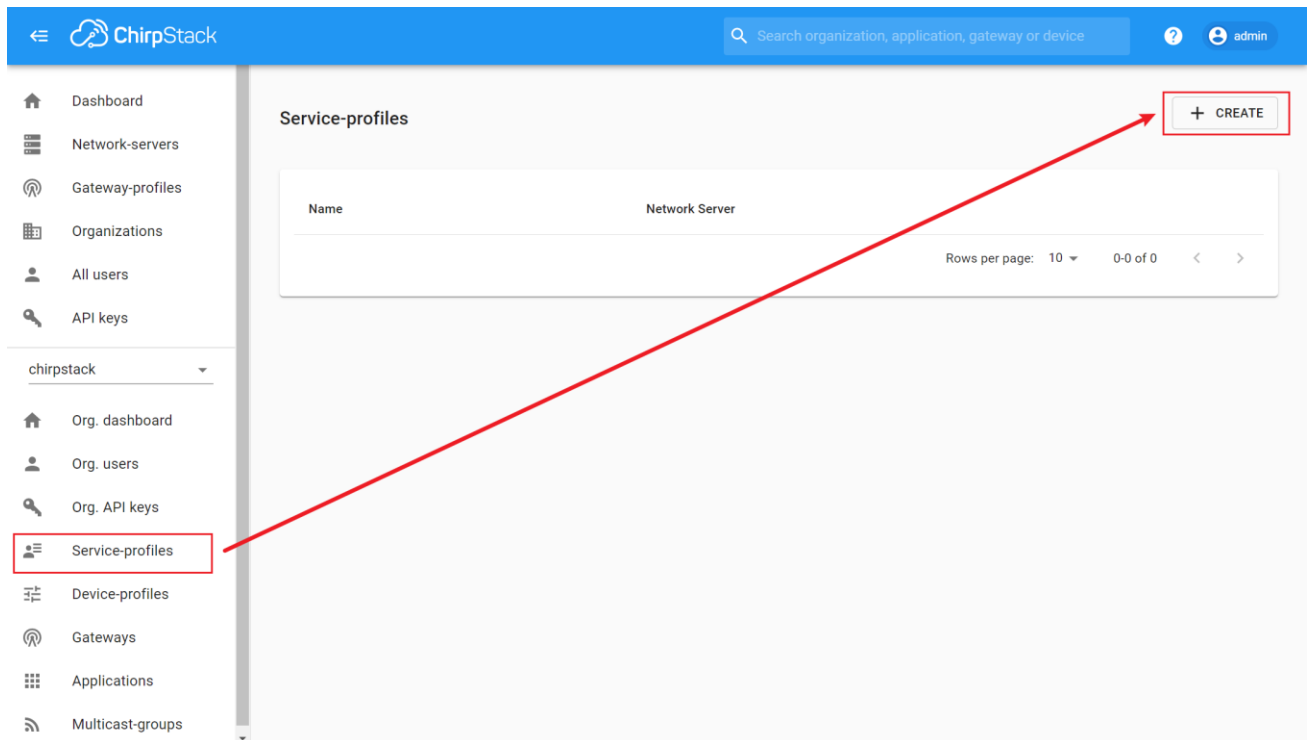 ChirpStack
Search organization, application, gateway or device
? admin
Dashboard
Network-servers
Gateway-profiles
Organizations
All users
API keys
chirpstack
Org. dashboard
Org. users
Org. API keys
Service-profiles
Device-profiles
Gateways
Applications
Multicast-groups
Service-profiles
+ CREATE
Name Network Server
Rows per page: 10 0-0 of 0 < >